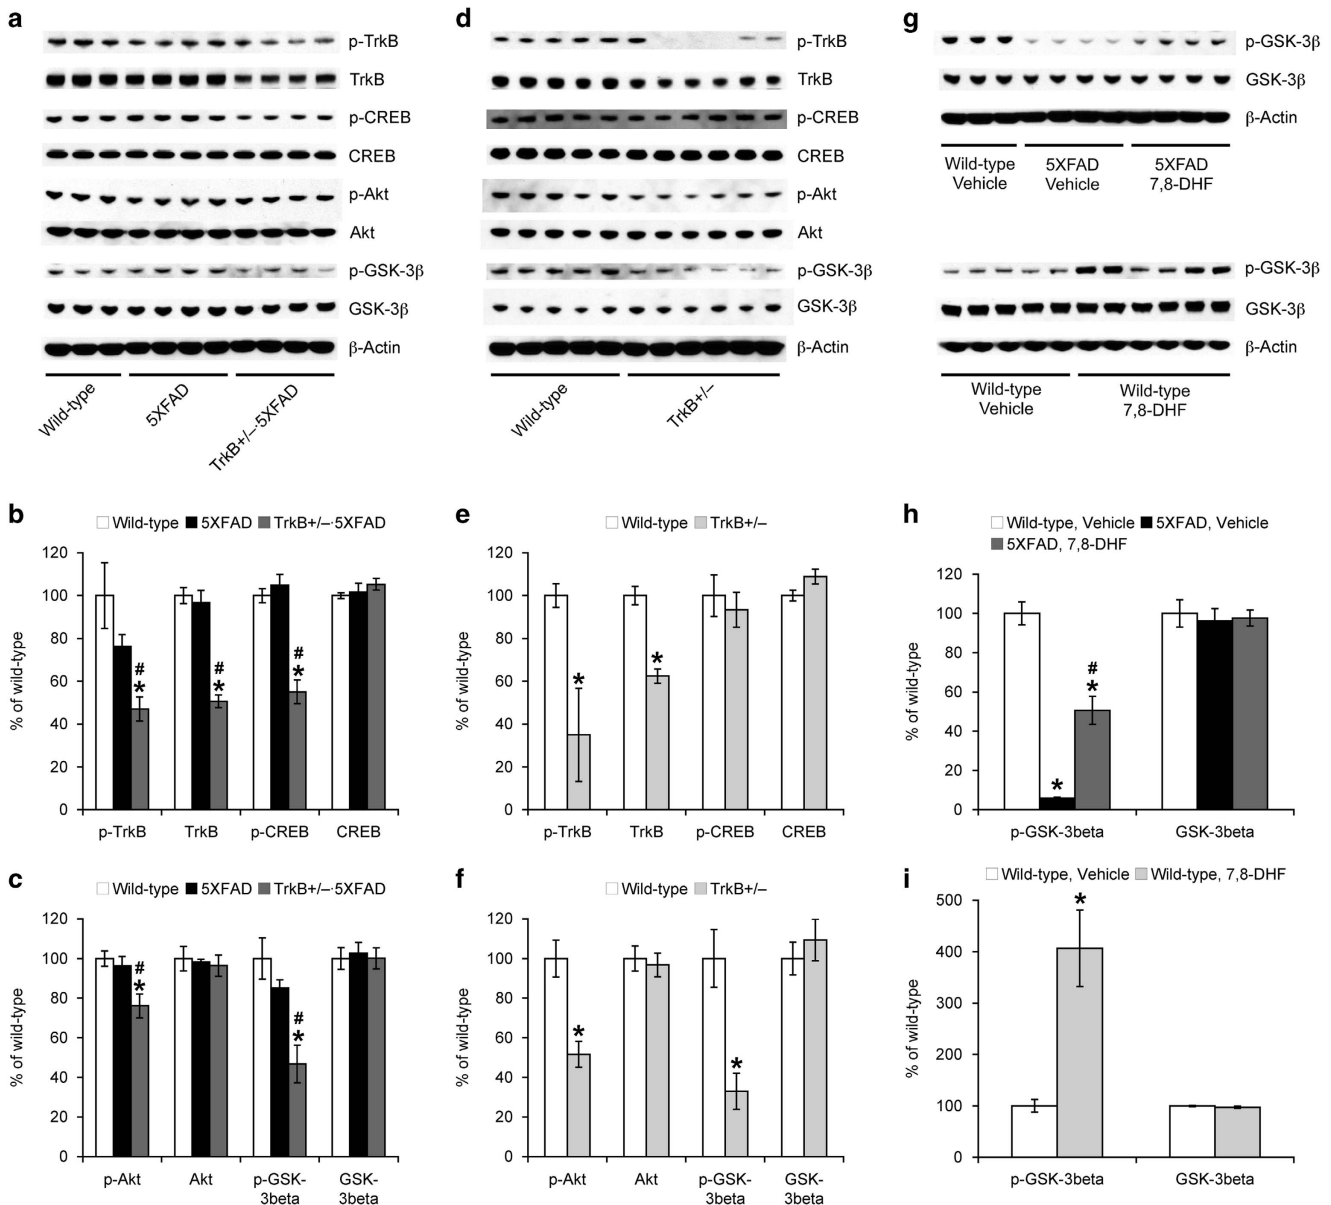 a
p-TrkB
TrkB
p-CREB
CREB
p-Akt
Akt
p-GSK-3β
GSK-3β
β-Actin
Wild-type
5XFAD
TrkB+/–·5XFAD
d
p-TrkB
TrkB
p-CREB
CREB
p-Akt
Akt
p-GSK-3β
GSK-3β
β-Actin
Wild-type
TrkB+/–
g
p-GSK-3β
GSK-3β
β-Actin
Wild-type 5XFAD 5XFAD
Vehicle Vehicle 7,8-DHF
p-GSK-3β
GSK-3β
β-Actin
Wild-type Wild-type
Vehicle 7,8-DHF
b
Wild-type 5XFAD TrkB+/–·5XFAD
% of wild-type
120
100
80
60
40
20
0
# * # * # *
p-TrkB TrkB p-CREB CREB
c
Wild-type 5XFAD TrkB+/–·5XFAD
% of wild-type
120
100
80
60
40
20
0
# * # *
p-Akt Akt p-GSK- GSK-
3beta 3beta
e
Wild-type TrkB+/–
% of wild-type
120
100
80
60
40
20
0
* *
p-TrkB TrkB p-CREB CREB
f
Wild-type TrkB+/–
% of wild-type
120
100
80
60
40
20
0
* *
p-Akt Akt p-GSK- GSK-
3beta 3beta
h
Wild-type, Vehicle 5XFAD, Vehicle
5XFAD, 7,8-DHF
% of wild-type
120
100
80
60
40
20
0
* # *
p-GSK-3beta GSK-3beta
i
Wild-type, Vehicle Wild-type, 7,8-DHF
% of wild-type
500
400
300
200
100
0
*
p-GSK-3beta GSK-3beta